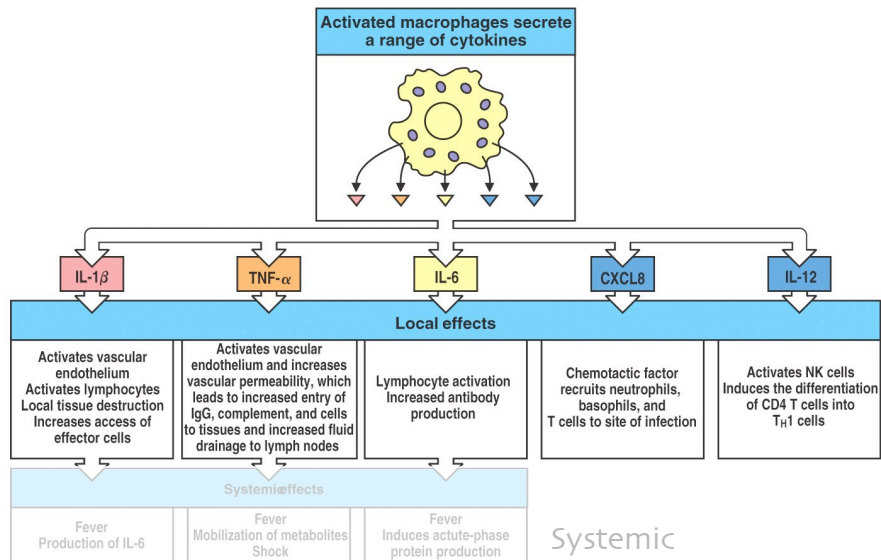 Activated macrophages secrete
a range of cytokines
IL-1β
TNF-α
IL-6
CXCL8
IL-12
Local effects
Activates vascular
endothelium
Activates lymphocytes
Local tissue destruction
Increases access of
effector cells
Activates vascular
endothelium and increases
vascular permeability, which
leads to increased entry of
IgG, complement, and cells
to tissues and increased fluid
drainage to lymph nodes
Lymphocyte activation
Increased antibody
production
Chemotactic factor
recruits neutrophils,
basophils, and
T cells to site of infection
Activates NK cells
Induces the differentiation
of CD4 T cells into
TH1 cells
Systemic effects
Fever
Production of IL-6
Fever
Mobilization of metabolites
Shock
Fever
Induces actute-phase
protein production
Systemic